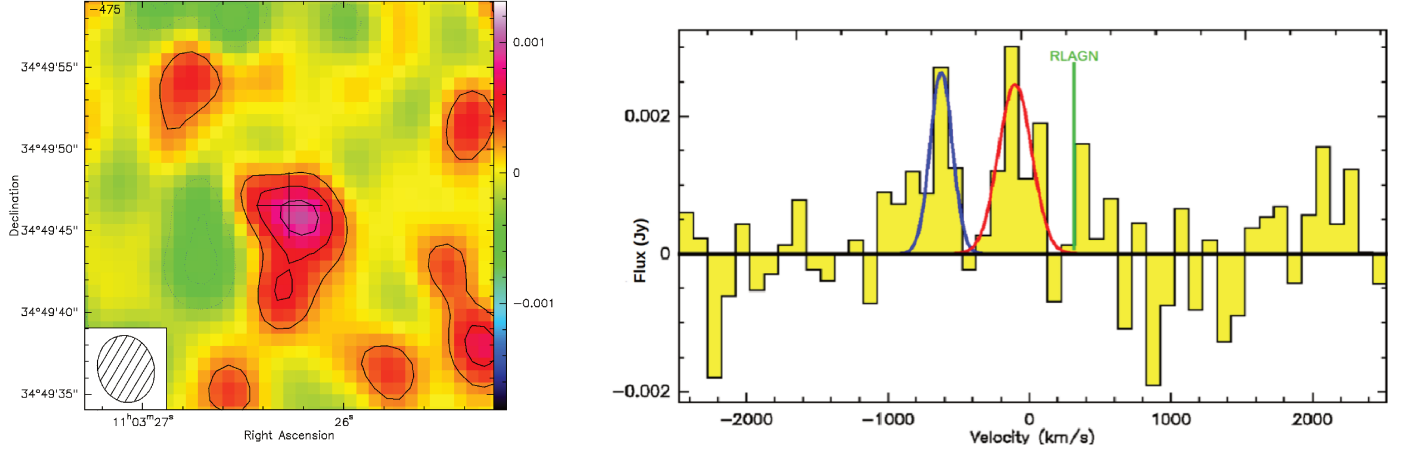 −475
34°49'55"
34°49'50"
34°49'45"
34°49'40"
34°49'35"
Declination
11ʰ03ᵐ27ˢ
26ˢ
Right Ascension
0.001
0
−0.001
RLAGN
0.002
0
−0.002
Flux (Jy)
−2000
−1000
0
1000
2000
Velocity (km/s)